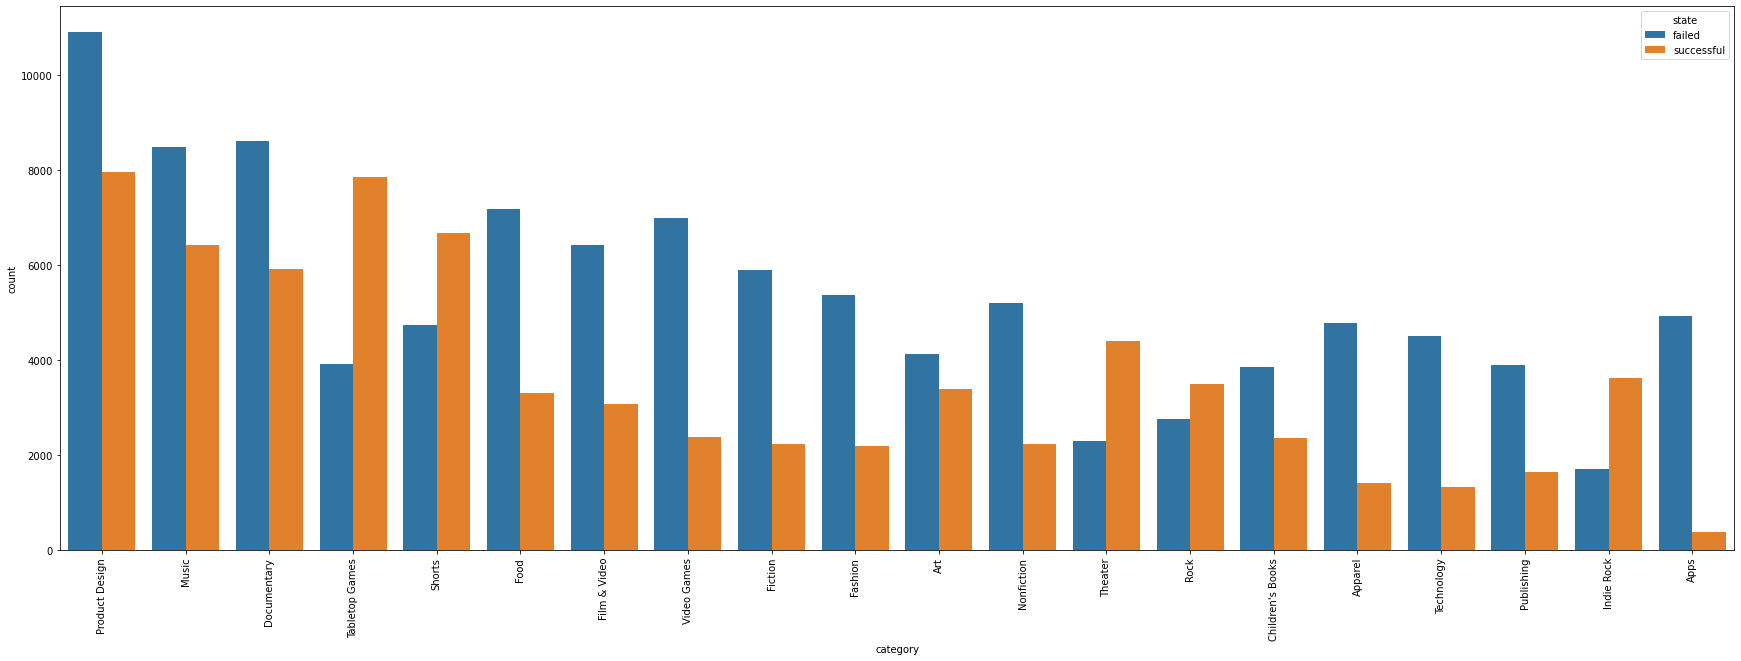 state
failed
successful
10000
8000
6000
4000
2000
0
count
Product Design
Music
Documentary
Tabletop Games
Shorts
Food
Film & Video
Video Games
Fiction
Fashion
Art
Nonfiction
Theater
Rock
Children's Books
Apparel
Technology
Publishing
Indie Rock
Apps
category